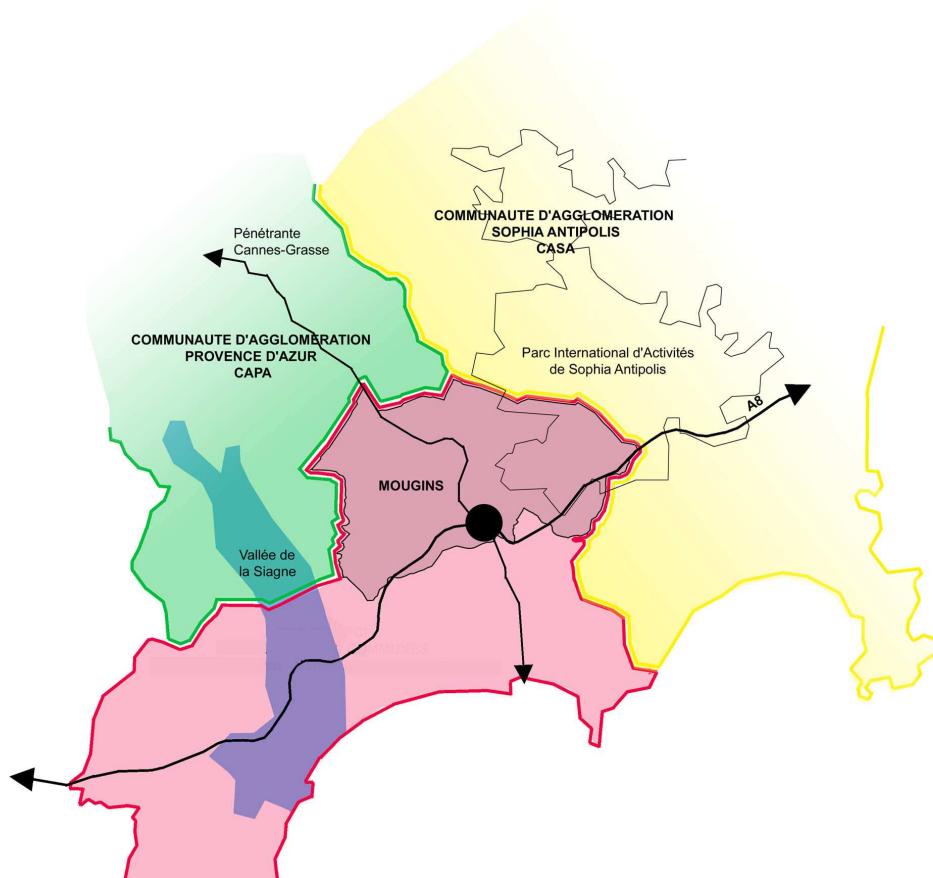 COMMUNAUTE D'AGGLOMERATION
SOPHIA ANTIPOLIS
CASA
Pénétrante
Cannes-Grasse
COMMUNAUTE D'AGGLOMERATION
PROVENCE D'AZUR
CAPA
Parc International d'Activités
de Sophia Antipolis
A8
MOUGINS
Vallée de
la Siagne